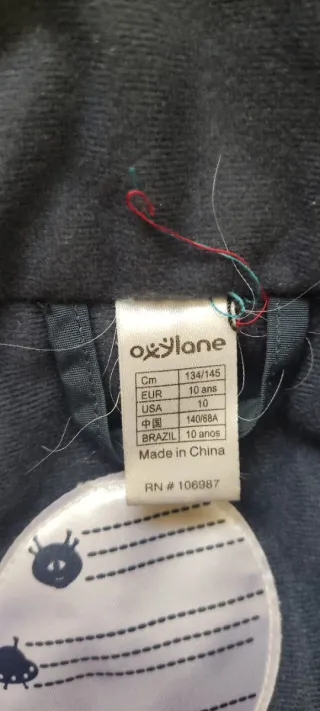 oxylane
Cm 134/145
EUR 10 ans
USA 10
中国 140/68A
BRAZIL 10 anos
Made in China
RN # 106987